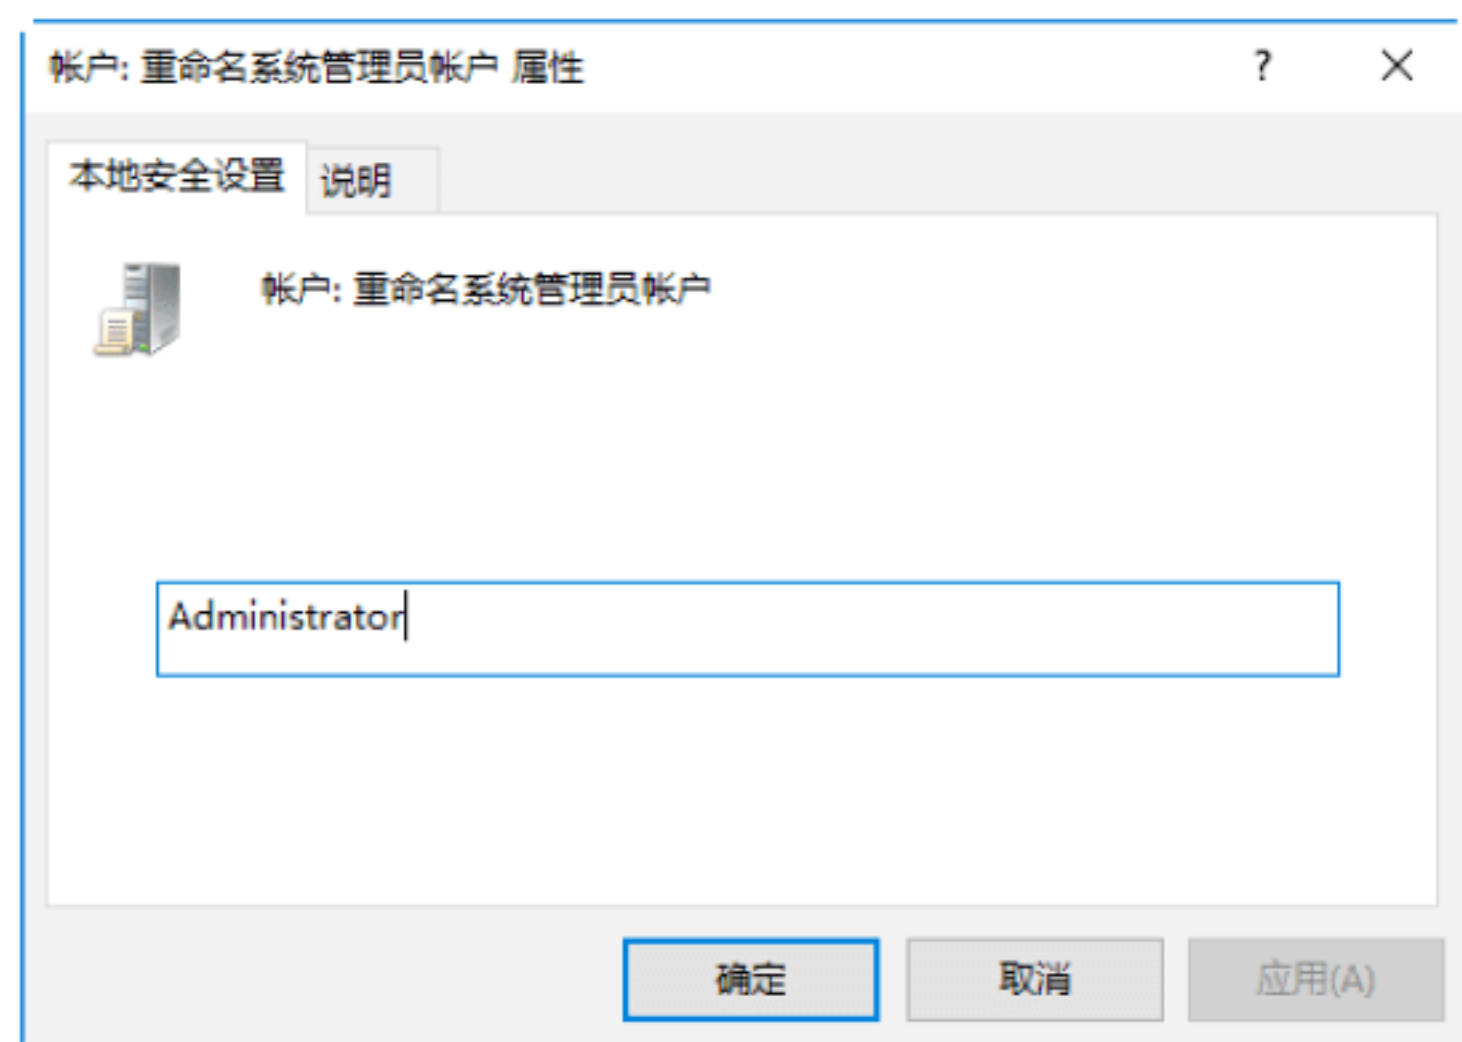 帐户: 重命名系统管理员帐户 属性
?
本地安全设置
说明
帐户: 重命名系统管理员帐户
Administrator
确定
取消
应用(A)